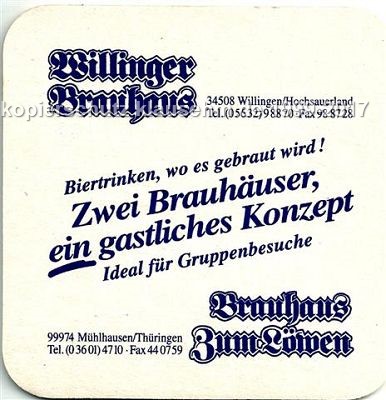 Willinger
Brauhaus
34508 Willingen/Hochsauerland
Tel. (05632) 98870 · Fax 988728
Biertrinken, wo es gebraut wird!
Zwei Brauhäuser,
ein gastliches Konzept
Ideal für Gruppenbesuche
Brauhaus
Zum Löwen
99974 Mühlhausen/Thüringen
Tel. (03601) 4710 · Fax 440759